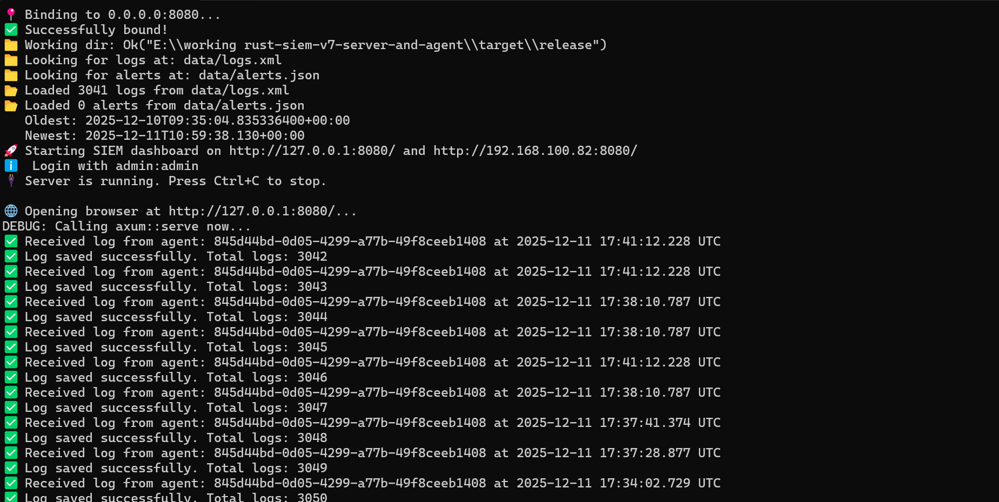 📍 Binding to 0.0.0.0:8080...
✅ Successfully bound!
📁 Working dir: Ok("E:\\working rust-siem-v7-server-and-agent\\target\\release")
📁 Looking for logs at: data/logs.xml
📁 Looking for alerts at: data/alerts.json
📂 Loaded 3041 logs from data/logs.xml
📂 Loaded 0 alerts from data/alerts.json
Oldest: 2025-12-10T09:35:04.835336400+00:00
Newest: 2025-12-11T10:59:38.130+00:00
🚀 Starting SIEM dashboard on http://127.0.0.1:8080/ and http://192.168.100.82:8080/
ℹ️ Login with admin:admin
🔌 Server is running. Press Ctrl+C to stop.
🌐 Opening browser at http://127.0.0.1:8080/...
DEBUG: Calling axum::serve now...
✅ Received log from agent: 845d44bd-0d05-4299-a77b-49f8ceeb1408 at 2025-12-11 17:41:12.228 UTC
✅ Log saved successfully. Total logs: 3042
✅ Received log from agent: 845d44bd-0d05-4299-a77b-49f8ceeb1408 at 2025-12-11 17:41:12.228 UTC
✅ Log saved successfully. Total logs: 3043
✅ Received log from agent: 845d44bd-0d05-4299-a77b-49f8ceeb1408 at 2025-12-11 17:38:10.787 UTC
✅ Log saved successfully. Total logs: 3044
✅ Received log from agent: 845d44bd-0d05-4299-a77b-49f8ceeb1408 at 2025-12-11 17:38:10.787 UTC
✅ Log saved successfully. Total logs: 3045
✅ Received log from agent: 845d44bd-0d05-4299-a77b-49f8ceeb1408 at 2025-12-11 17:41:12.228 UTC
✅ Log saved successfully. Total logs: 3046
✅ Received log from agent: 845d44bd-0d05-4299-a77b-49f8ceeb1408 at 2025-12-11 17:38:10.787 UTC
✅ Log saved successfully. Total logs: 3047
✅ Received log from agent: 845d44bd-0d05-4299-a77b-49f8ceeb1408 at 2025-12-11 17:37:41.374 UTC
✅ Log saved successfully. Total logs: 3048
✅ Received log from agent: 845d44bd-0d05-4299-a77b-49f8ceeb1408 at 2025-12-11 17:37:28.877 UTC
✅ Log saved successfully. Total logs: 3049
✅ Received log from agent: 845d44bd-0d05-4299-a77b-49f8ceeb1408 at 2025-12-11 17:34:02.729 UTC
✅ Log saved successfully. Total logs: 3050